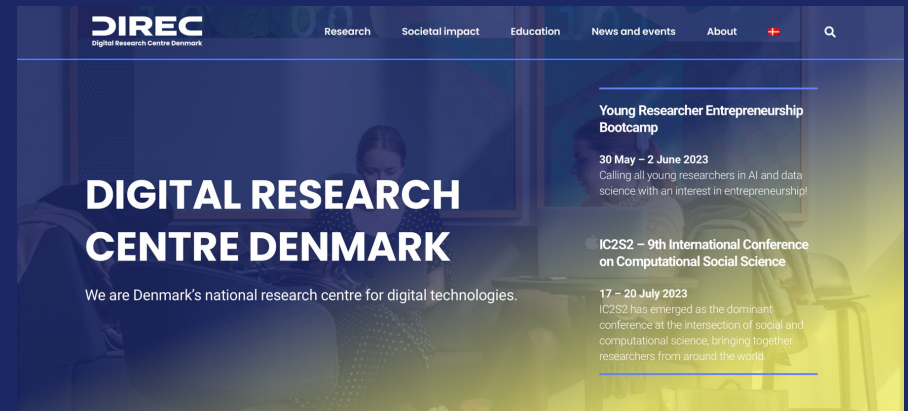 DIREC
Digital Research Centre Denmark
Research Societal impact Education News and events About
Young Researcher Entrepreneurship
Bootcamp
30 May – 2 June 2023
Calling all young researchers in AI and data
science with an interest in entrepreneurship!
DIGITAL RESEARCH
CENTRE DENMARK
We are Denmark's national research centre for digital technologies.
IC2S2 – 9th International Conference
on Computational Social Science
17 – 20 July 2023
IC2S2 has emerged as the dominant
conference at the intersection of social and
computational science, bringing together
researchers from around the world.